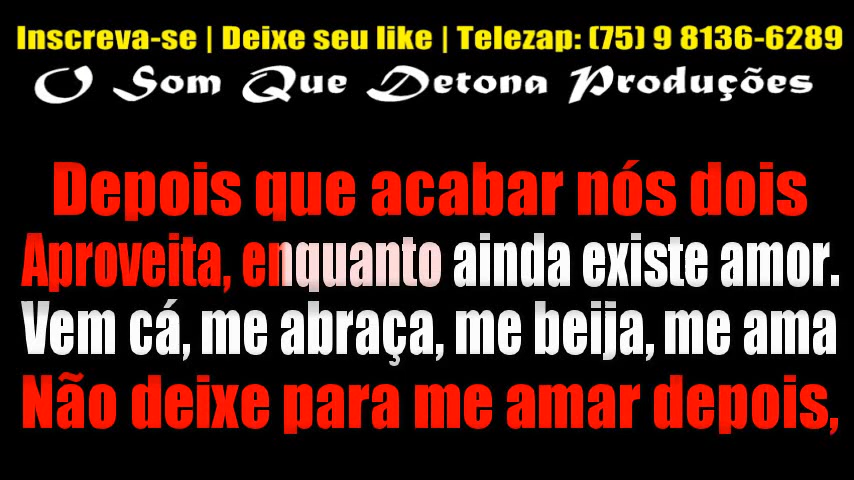 Inscreva-se | Deixe seu like | Telezap: (75) 9 8136-6289
O Som Que Detona Produções
Depois que acabar nós dois
Aproveita, enquanto ainda existe amor.
Vem cá, me abraça, me beija, me ama
Não deixe para me amar depois,